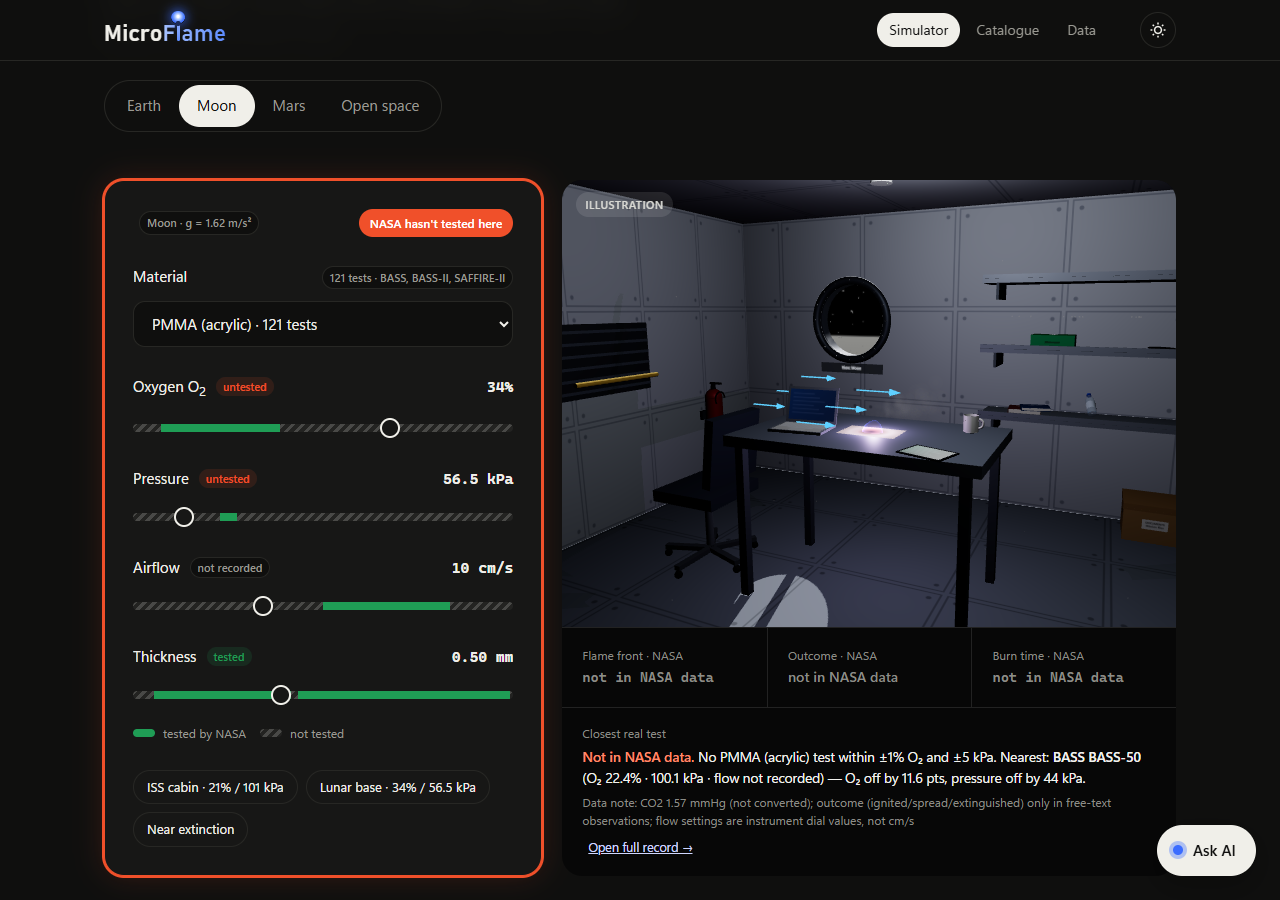 MicroFlame
Simulator
Catalogue
Data
Earth
Moon
Mars
Open space
Moon · g = 1.62 m/s²
NASA hasn't tested here
Material
121 tests · BASS, BASS-II, SAFFIRE-II
PMMA (acrylic) · 121 tests
Oxygen O₂ untested 34%
Pressure untested 56.5 kPa
Airflow not recorded 10 cm/s
Thickness tested 0.50 mm
tested by NASA not tested
ISS cabin · 21% / 101 kPa
Lunar base · 34% / 56.5 kPa
Near extinction
ILLUSTRATION
Flame front · NASA
not in NASA data
Outcome · NASA
not in NASA data
Burn time · NASA
not in NASA data
Closest real test
Not in NASA data. No PMMA (acrylic) test within ±1% O₂ and ±5 kPa. Nearest: BASS BASS-50
(O₂ 22.4% · 100.1 kPa · flow not recorded) — O₂ off by 11.6 pts, pressure off by 44 kPa.
Data note: CO2 1.57 mmHg (not converted); outcome (ignited/spread/extinguished) only in free-text
observations; flow settings are instrument dial values, not cm/s
Open full record →
Ask AI